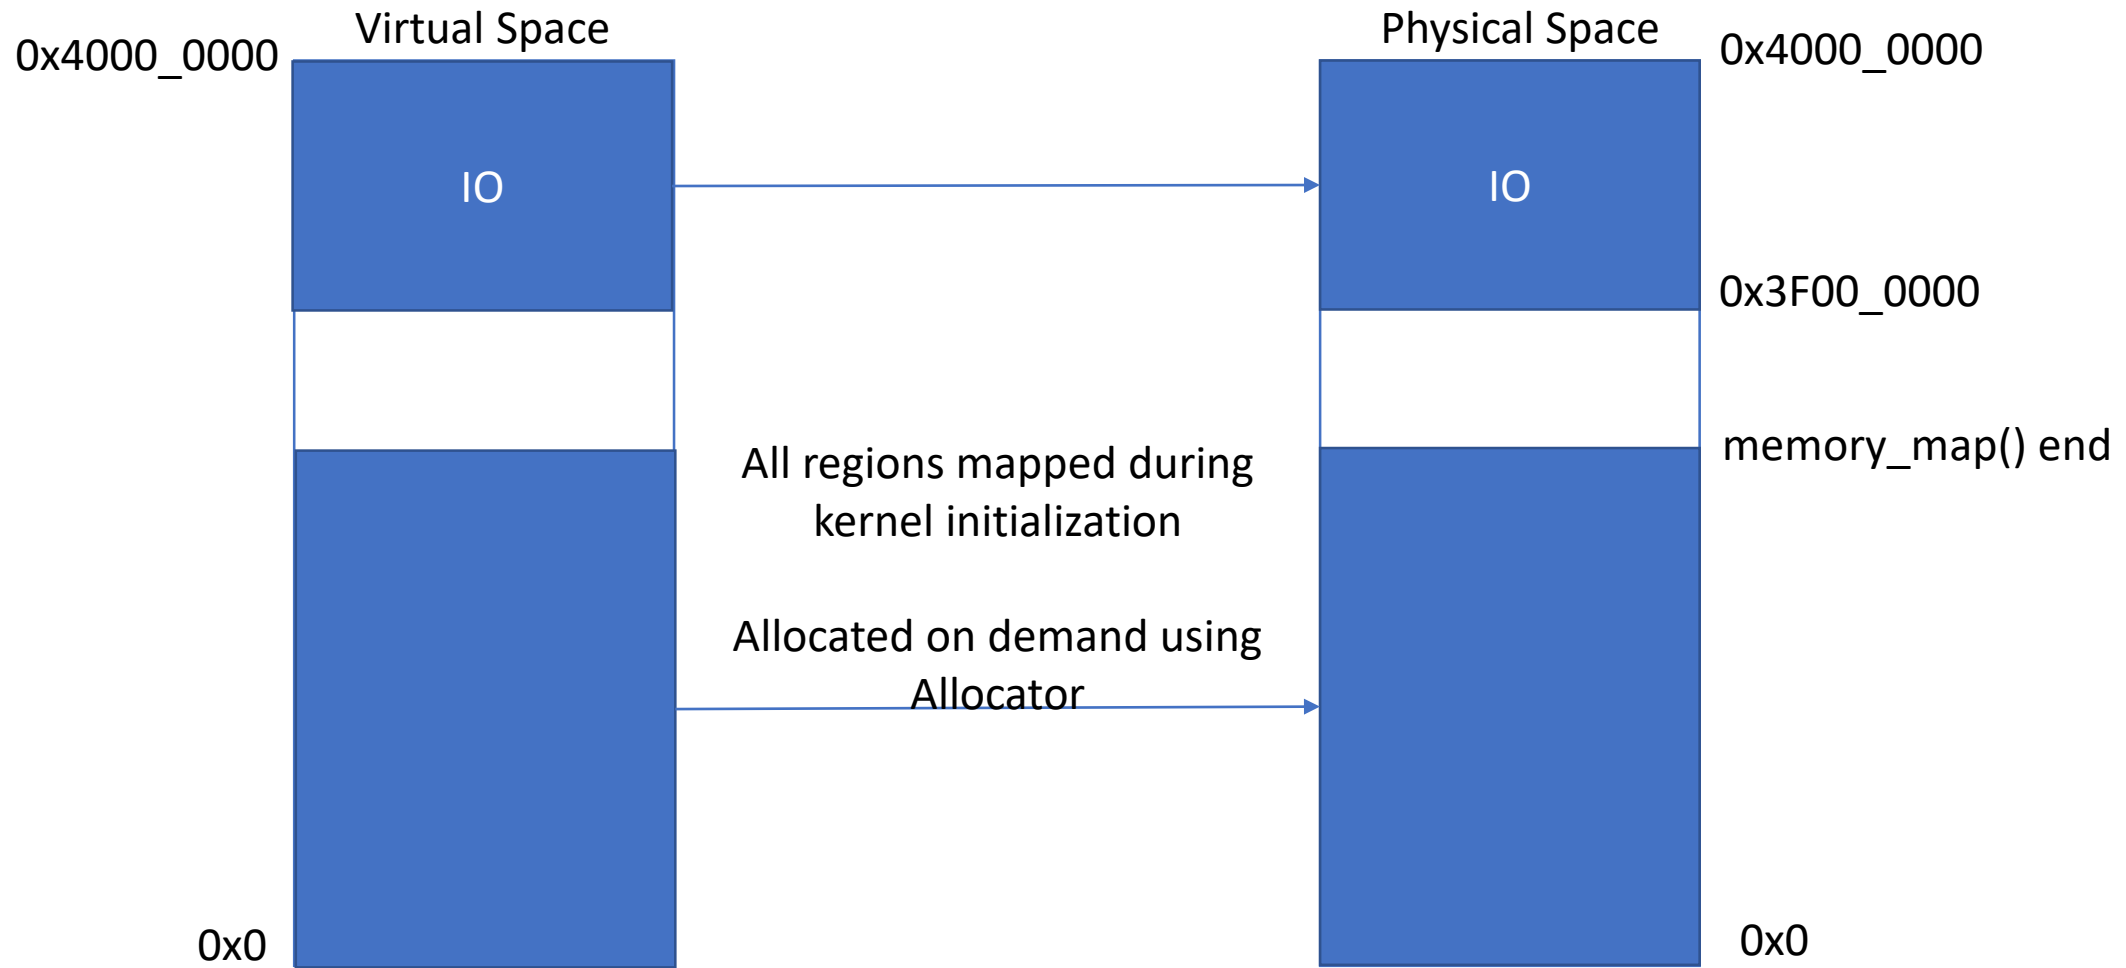 Virtual Space
Physical Space
0x4000_0000
0x4000_0000
IO
IO
0x3F00_0000
memory_map() end
All regions mapped during
kernel initialization
Allocated on demand using
Allocator
0x0
0x0